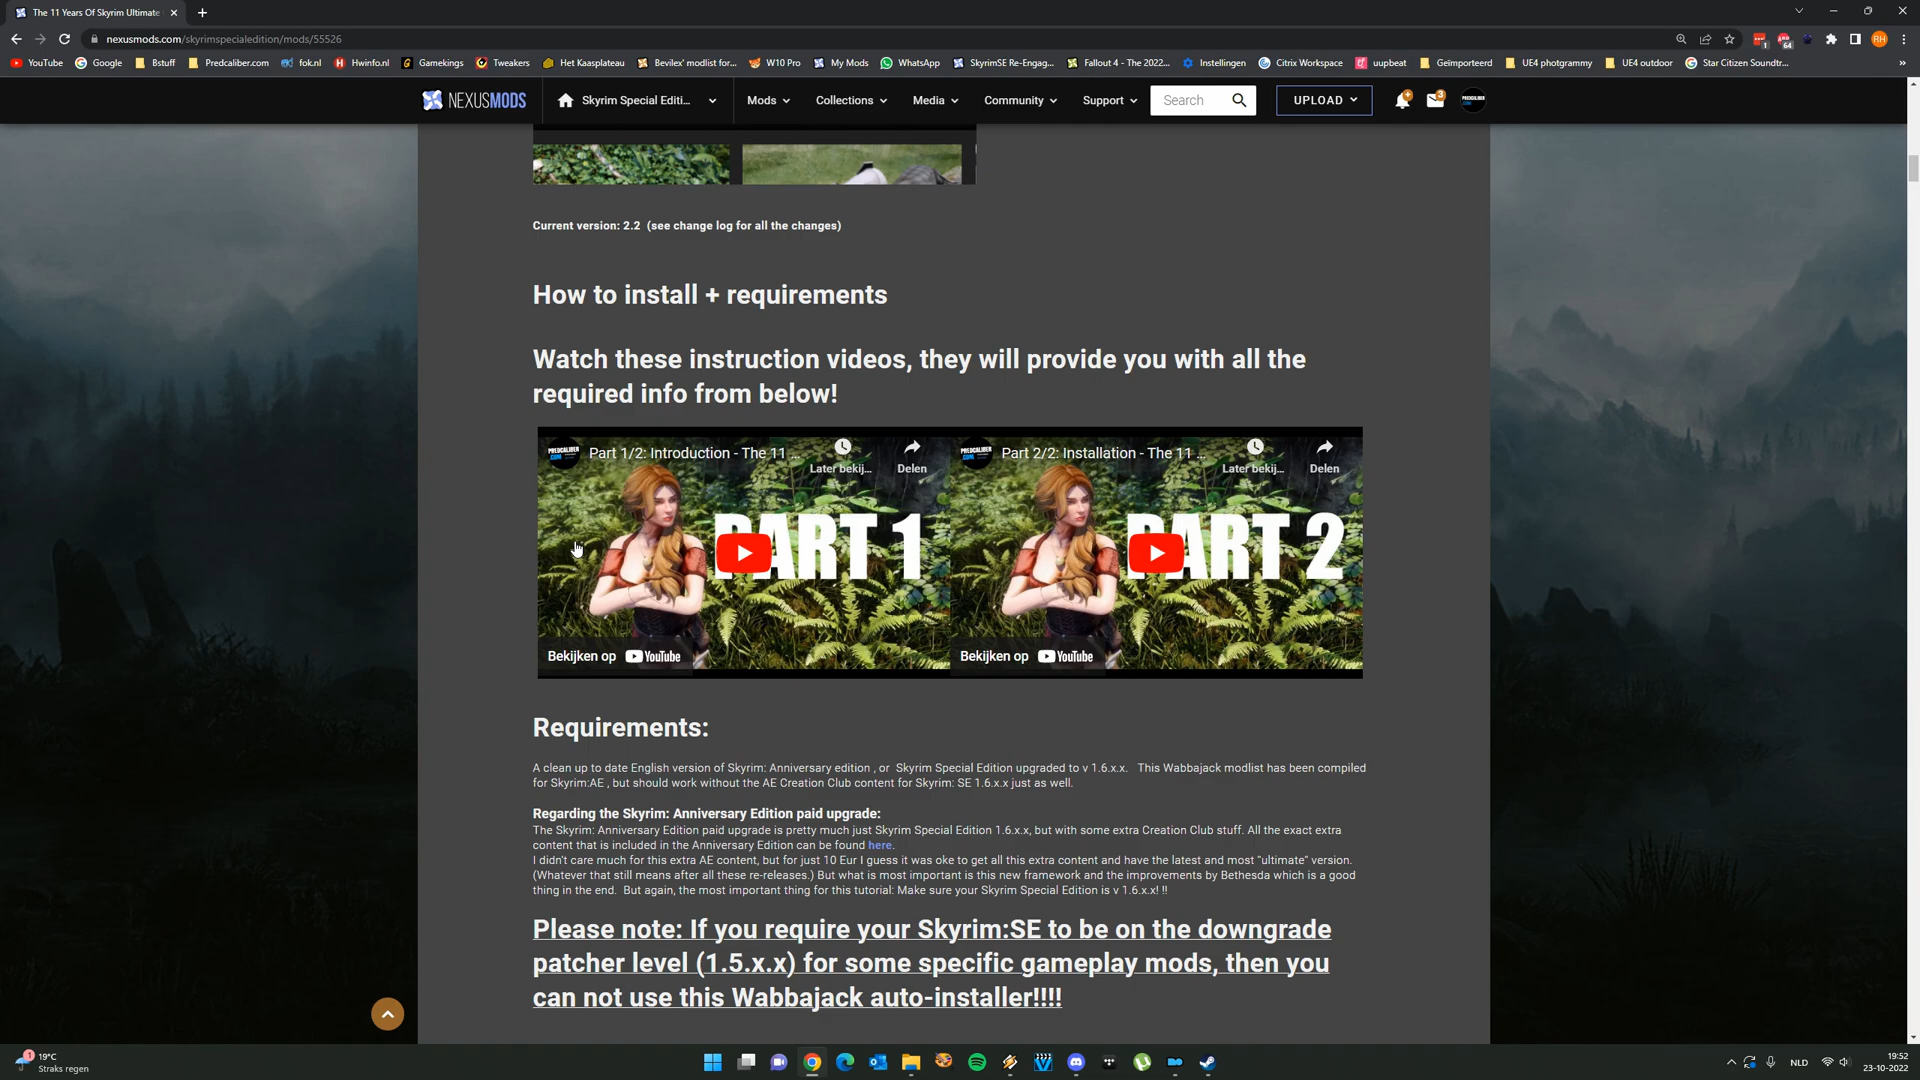 The 11 Years Of Skyrim Ultimate
nexusmods.com/skyrimspecialedition/mods/55526
YouTube Google Bstuff Predcaliber.com fok.nl Hwinfo.nl Gamekings Tweakers Het Kaasplateau Bevilex' modlist for... W10 Pro My Mods WhatsApp SkyrimSE Re-Engag... Fallout 4 - The 2022... Instellingen Citrix Workspace uupbeat Geïmporteerd UE4 photgrammy UE4 outdoor Star Citizen Soundtr... »
NEXUSMODS Skyrim Special Editi... Mods Collections Media Community Support Search UPLOAD 3
Current version: 2.2 (see change log for all the changes)
How to install + requirements
Watch these instruction videos, they will provide you with all the
required info from below!
Part 1/2: Introduction - The 11 ... Later bekij... Delen
PART 1
Bekijken op YouTube
Part 2/2: Installation - The 11 ... Later bekij... Delen
PART 2
Bekijken op YouTube
Requirements:
A clean up to date English version of Skyrim: Anniversary edition , or Skyrim Special Edition upgraded to v 1.6.x.x. This Wabbajack modlist has been compiled
for Skyrim:AE , but should work without the AE Creation Club content for Skyrim: SE 1.6.x.x just as well.
Regarding the Skyrim: Anniversary Edition paid upgrade:
The Skyrim: Anniversary Edition paid upgrade is pretty much just Skyrim Special Edition 1.6.x.x, but with some extra Creation Club stuff. All the exact extra
content that is included in the Anniversary Edition can be found here.
I didn't care much for this extra AE content, but for just 10 Eur I guess it was oke to get all this extra content and have the latest and most "ultimate" version.
(Whatever that still means after all these re-releases.) But what is most important is this new framework and the improvements by Bethesda which is a good
thing in the end. But again, the most important thing for this tutorial: Make sure your Skyrim Special Edition is v 1.6.x.x! !!
Please note: If you require your Skyrim:SE to be on the downgrade
patcher level (1.5.x.x) for some specific gameplay mods, then you
can not use this Wabbajack auto-installer!!!!
1 19°C
Straks regen
NLD
19:52
23-10-2022